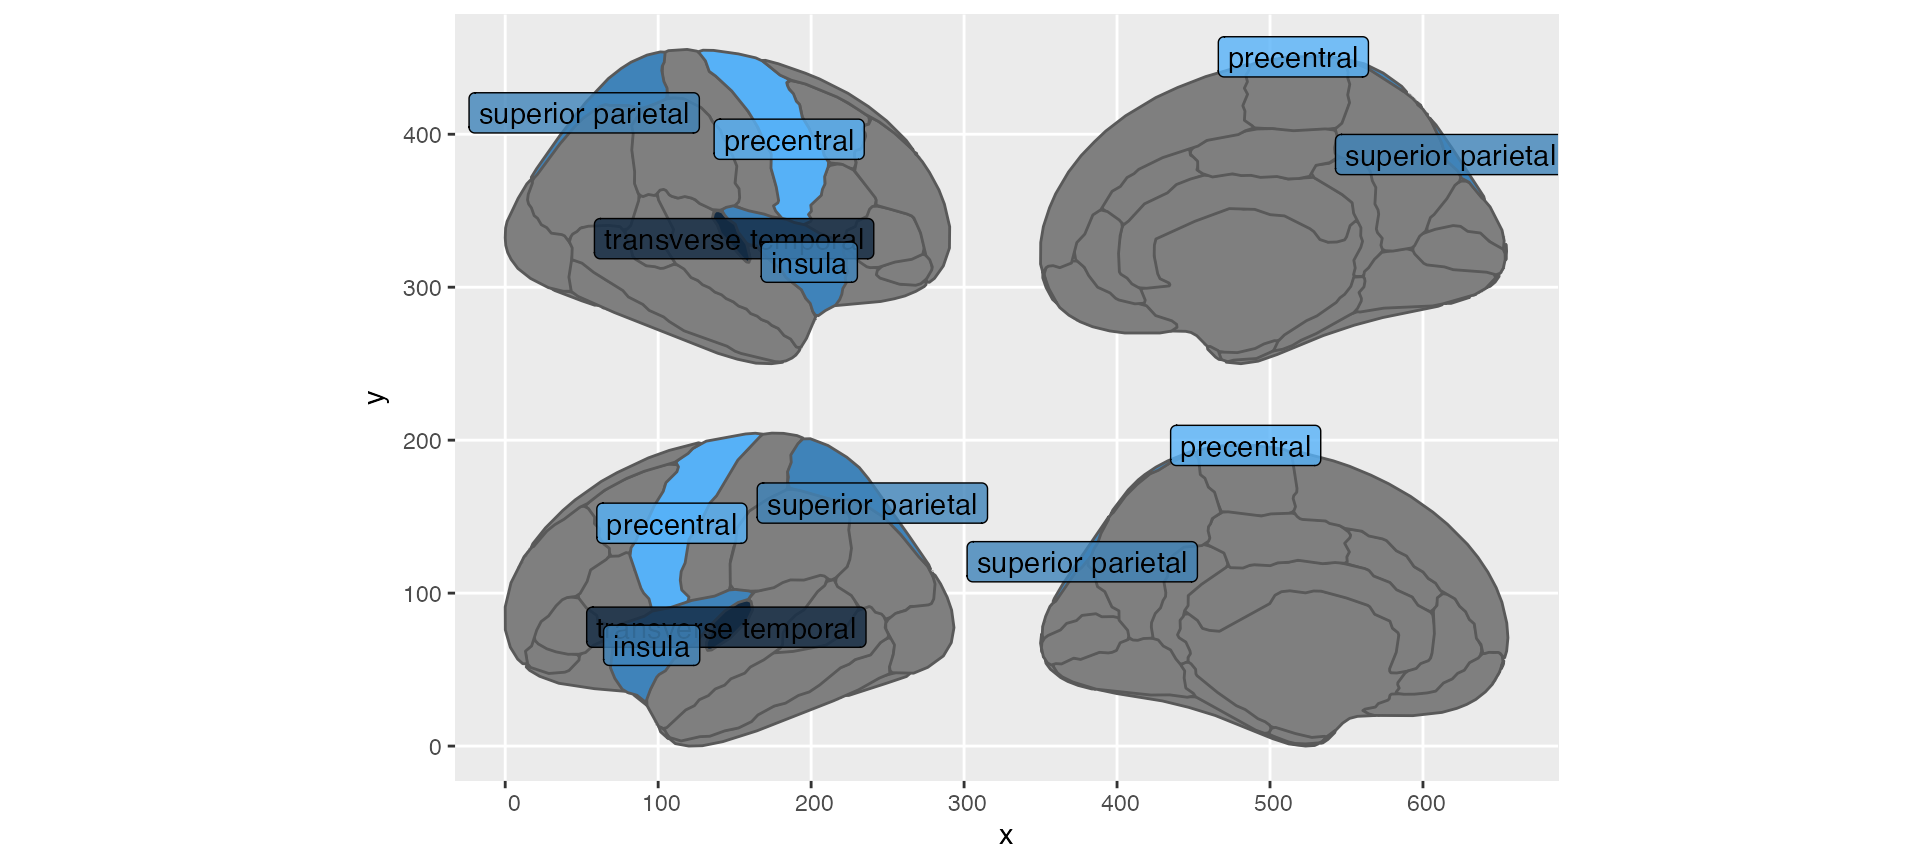 precentral
superior parietal
precentral
superior parietal
transverse temporal
insula
precentral
superior parietal
precentral
superior parietal
transverse temporal
insula
400
300
200
100
0
y
0 100 200 300 400 500 600
x